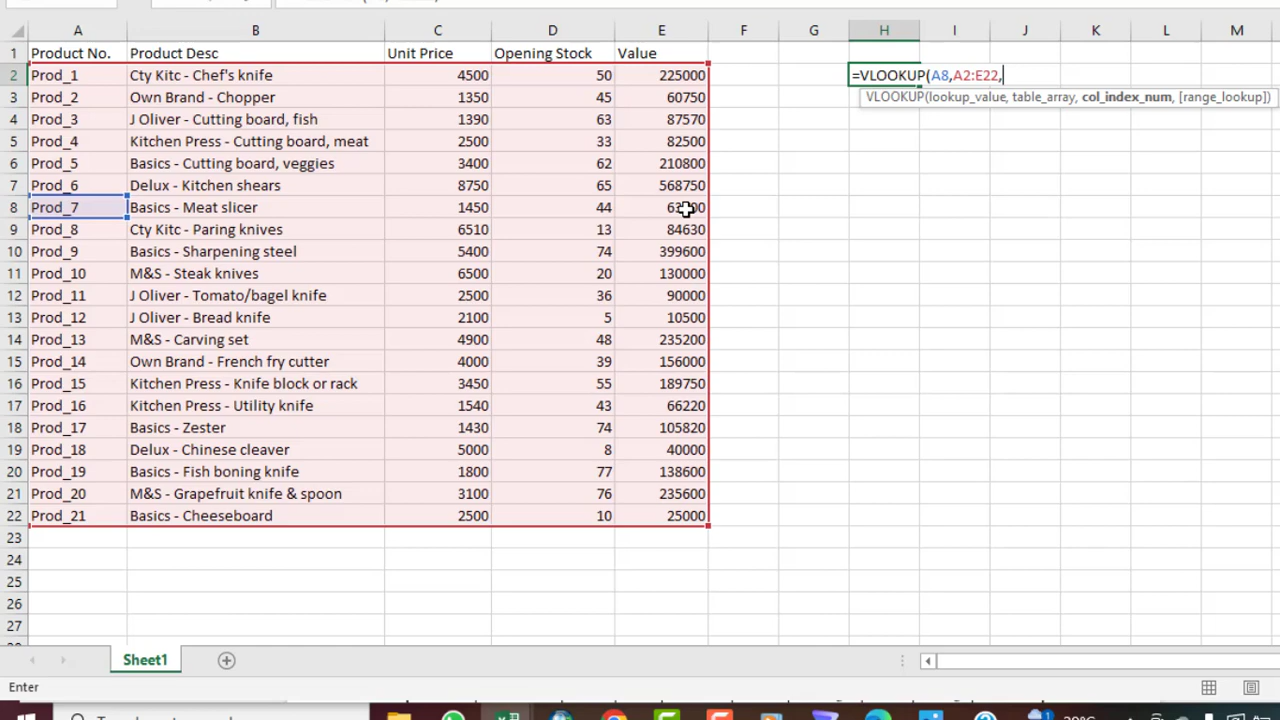 A B C D E F G H I J K L M
1 Product No. Product Desc Unit Price Opening Stock Value
2 Prod_1 Cty Kitc - Chef's knife 4500 50 225000 =VLOOKUP(A8,A2:E22,
3 Prod_2 Own Brand - Chopper 1350 45 60750 VLOOKUP(lookup_value, table_array, col_index_num, [range_lookup])
4 Prod_3 J Oliver - Cutting board, fish 1390 63 87570
5 Prod_4 Kitchen Press - Cutting board, meat 2500 33 82500
6 Prod_5 Basics - Cutting board, veggies 3400 62 210800
7 Prod_6 Delux - Kitchen shears 8750 65 568750
8 Prod_7 Basics - Meat slicer 1450 44
9 Prod_8 Cty Kitc - Paring knives 6510 13 84630
10 Prod_9 Basics - Sharpening steel 5400 74 399600
11 Prod_10 M&S - Steak knives 6500 20 130000
12 Prod_11 J Oliver - Tomato/bagel knife 2500 36 90000
13 Prod_12 J Oliver - Bread knife 2100 5 10500
14 Prod_13 M&S - Carving set 4900 48 235200
15 Prod_14 Own Brand - French fry cutter 4000 39 156000
16 Prod_15 Kitchen Press - Knife block or rack 3450 55 189750
17 Prod_16 Kitchen Press - Utility knife 1540 43 66220
18 Prod_17 Basics - Zester 1430 74 105820
19 Prod_18 Delux - Chinese cleaver 5000 8 40000
20 Prod_19 Basics - Fish boning knife 1800 77 138600
21 Prod_20 M&S - Grapefruit knife & spoon 3100 76 235600
22 Prod_21 Basics - Cheeseboard 2500 10 25000
23
24
25
26
27
Sheet1
Enter